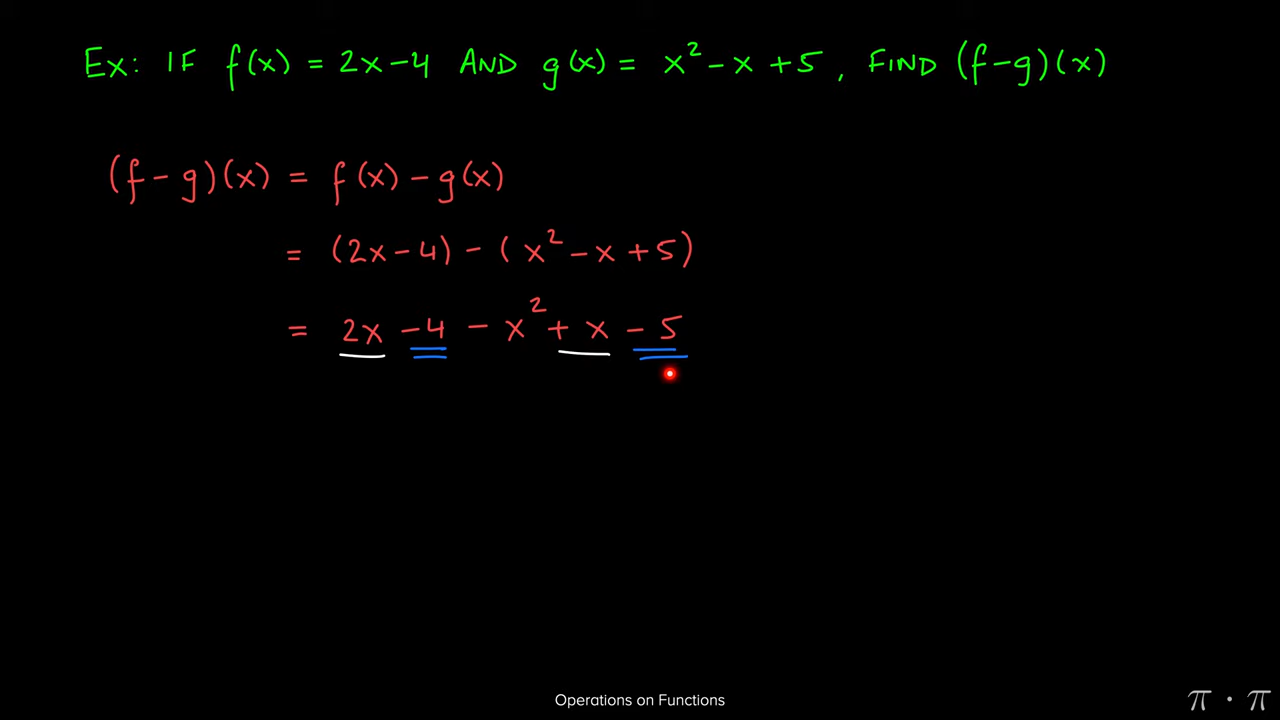 Ex: IF f(x) = 2x-4 AND g(x) = x² - x + 5, FIND (f-g)(x)
(f-g)(x) = f(x) - g(x)
= (2x-4) - (x² - x + 5)
= 2x - 4 - x² + x - 5
Operations on Functions
π · π